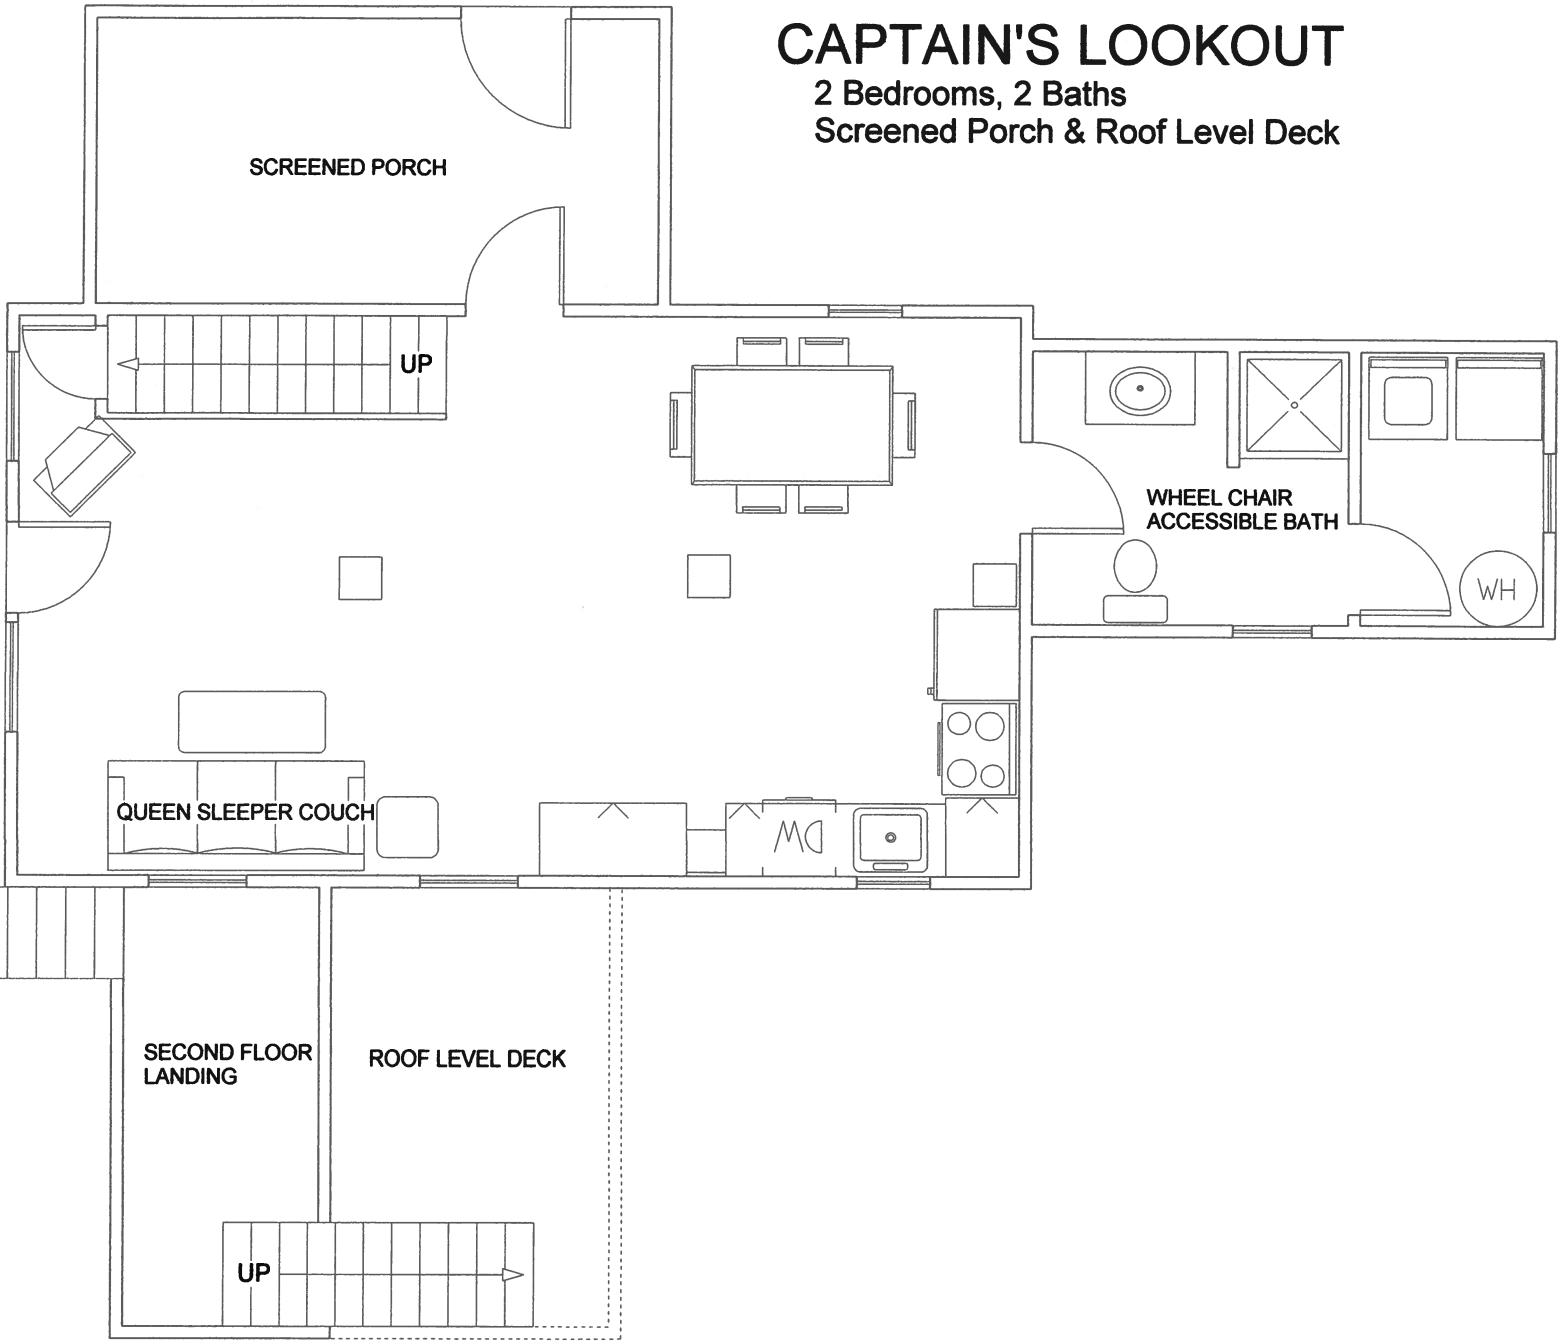 CAPTAIN'S LOOKOUT
2 Bedrooms, 2 Baths
Screened Porch & Roof Level Deck
SCREENED PORCH
UP
WHEEL CHAIR
ACCESSIBLE BATH
WH
QUEEN SLEEPER COUCH
DW
SECOND FLOOR
LANDING
ROOF LEVEL DECK
UP